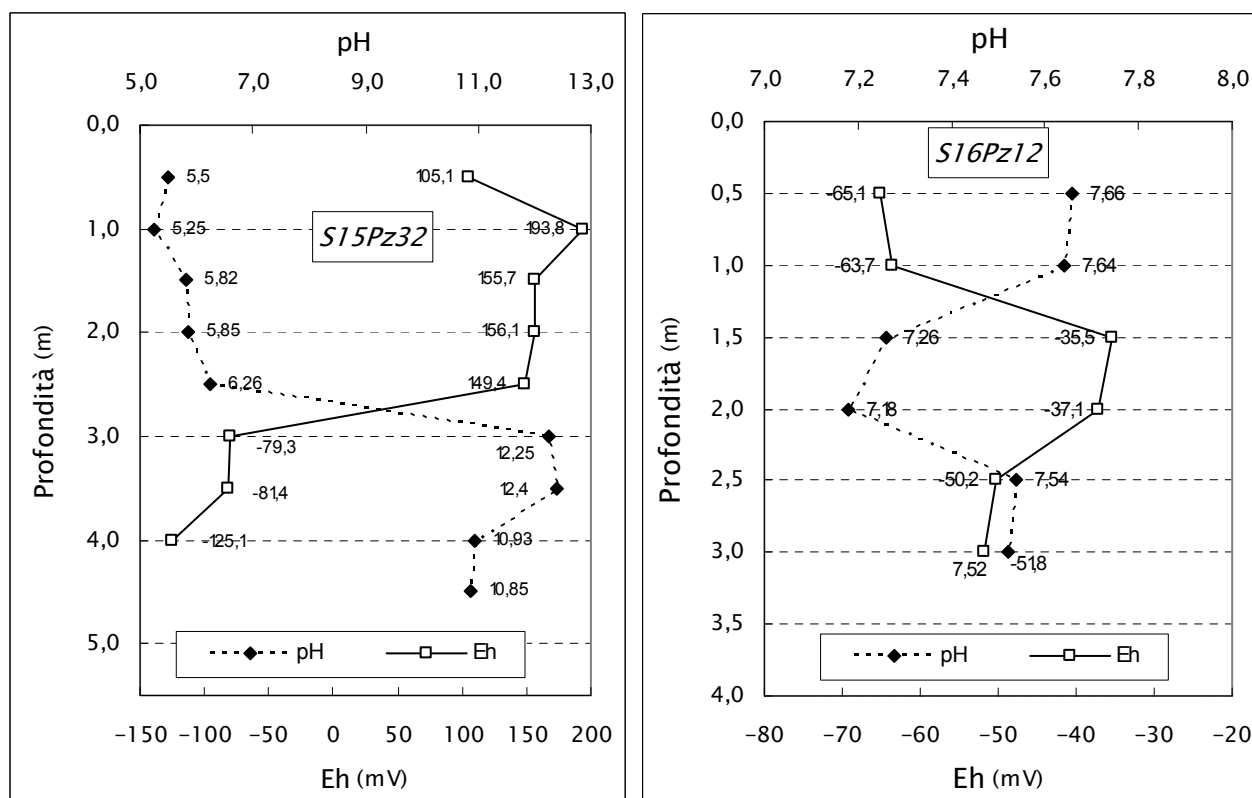 pH
5,0 7,0 9,0 11,0 13,0
0,0
5,5 105,1
1,0 5,25 S15Pz32 193,8
5,82 155,7
2,0 5,85 156,1
6,26 149,4
3,0 -79,3 12,25
-81,4 12,4
4,0 -125,1 10,93
10,85
5,0
pH Eh
Profondità (m)
-150 -100 -50 0 50 100 150 200
Eh (mV)
pH
7,0 7,2 7,4 7,6 7,8 8,0
0,0
S16Pz12
0,5 -65,1 7,66
1,0 -63,7 7,64
1,5 7,26 -35,5
2,0 7,18 -37,1
2,5 -50,2 7,54
3,0 7,52 -51,8
3,5
pH Eh
4,0
Profondità (m)
-80 -70 -60 -50 -40 -30 -20
Eh (mV)